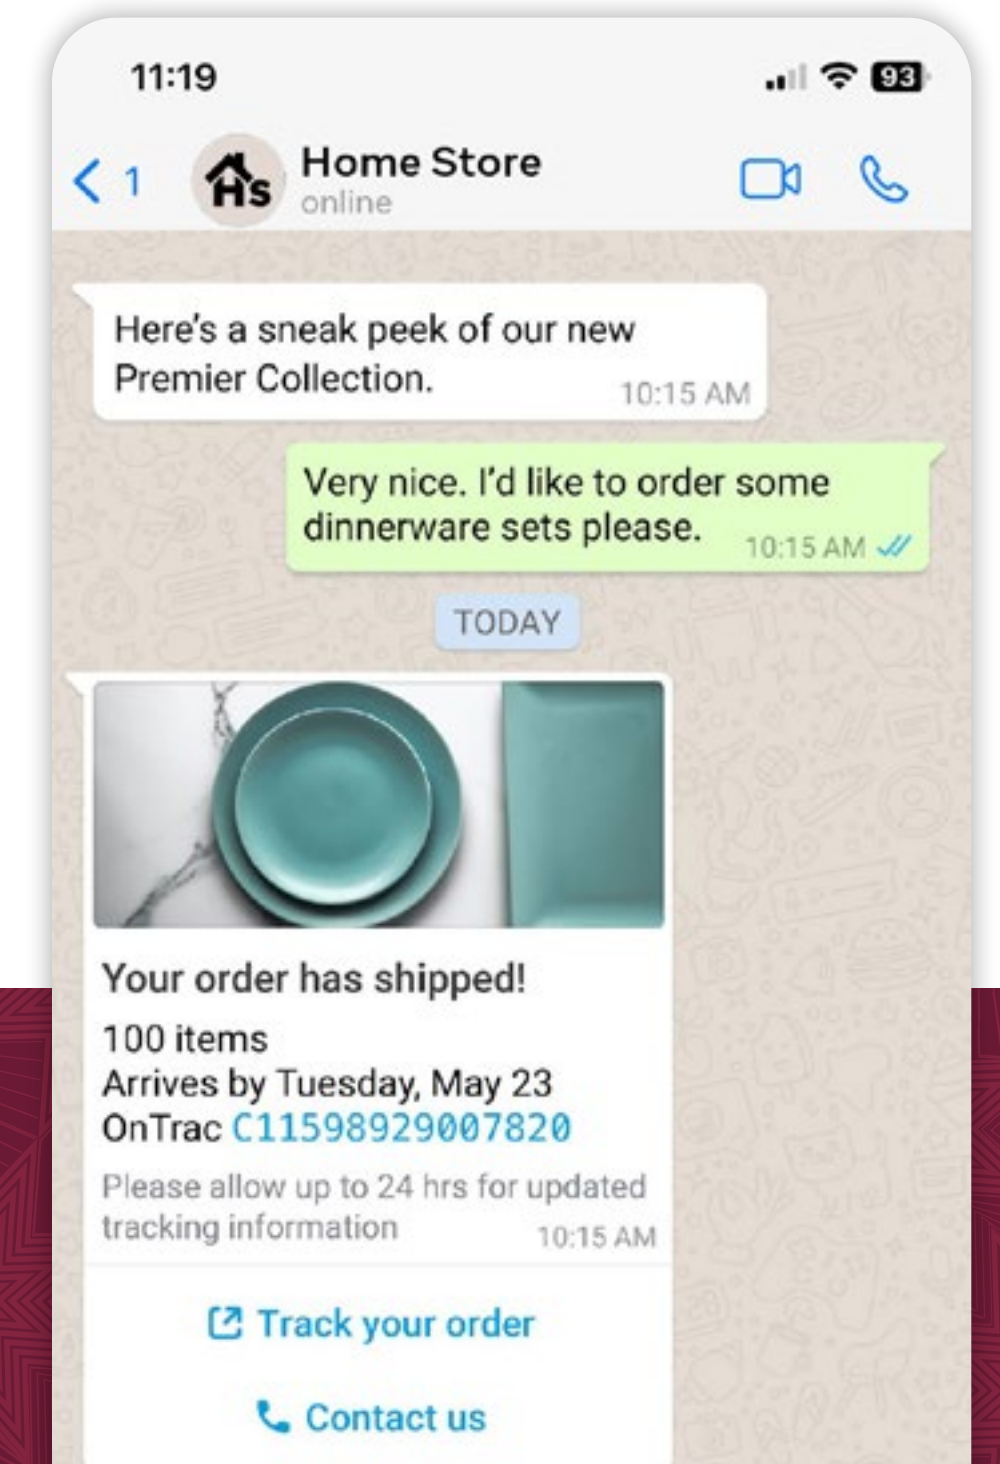 11:19
93
1
HS
Home Store
online
Here's a sneak peek of our new
Premier Collection.
10:15 AM
Very nice. I'd like to order some
dinnerware sets please.
10:15 AM
TODAY
Your order has shipped!
100 items
Arrives by Tuesday, May 23
OnTrac C11598929007820
Please allow up to 24 hrs for updated
tracking information
10:15 AM
Track your order
Contact us